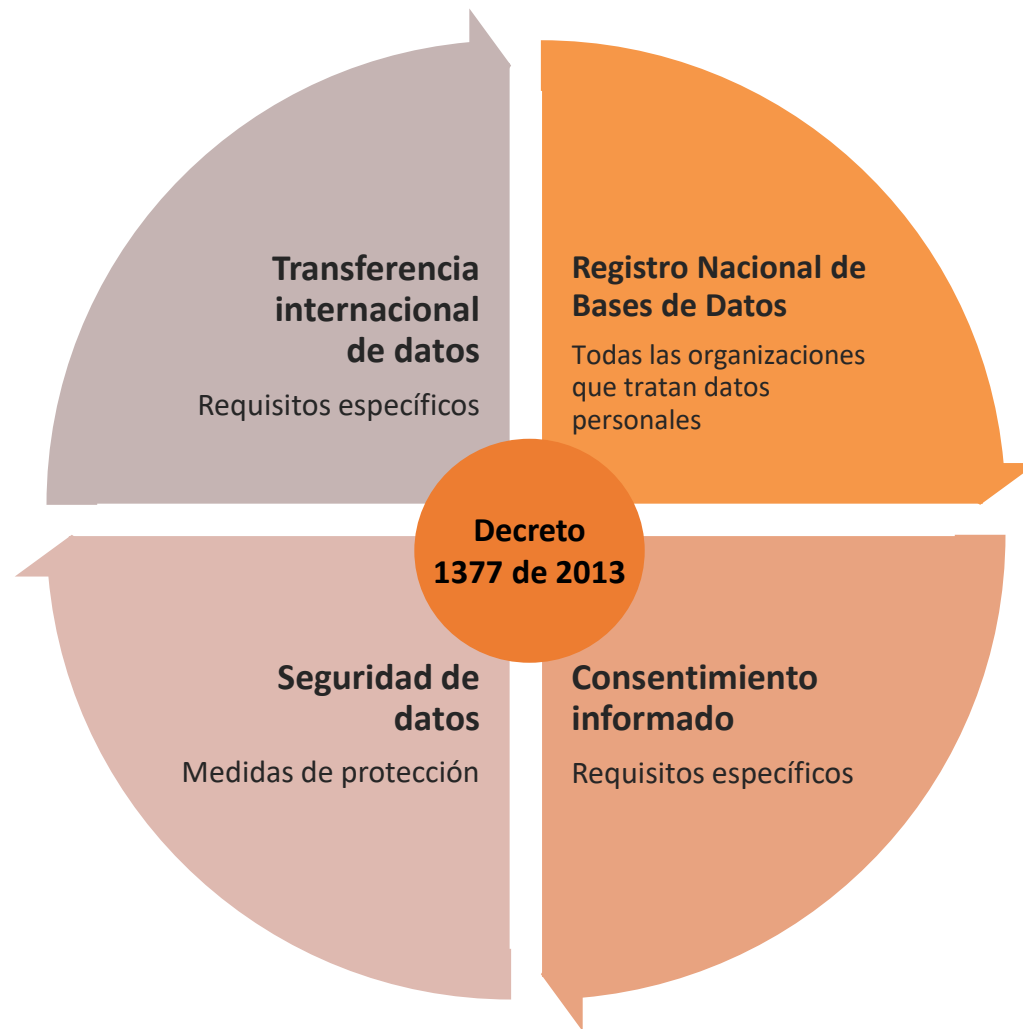 Transferencia
internacional
de datos
Requisitos específicos
Registro Nacional de
Bases de Datos
Todas las organizaciones
que tratan datos
personales
Decreto
1377 de 2013
Seguridad de
datos
Medidas de protección
Consentimiento
informado
Requisitos específicos